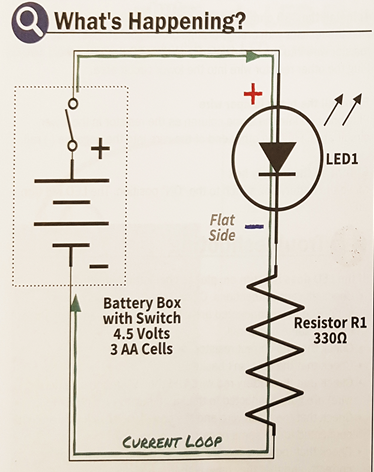 What's Happening?
+
+
LED1
Flat
Side
−
−
Battery Box
with Switch
4.5 Volts
3 AA Cells
Resistor R1
330Ω
CURRENT LOOP